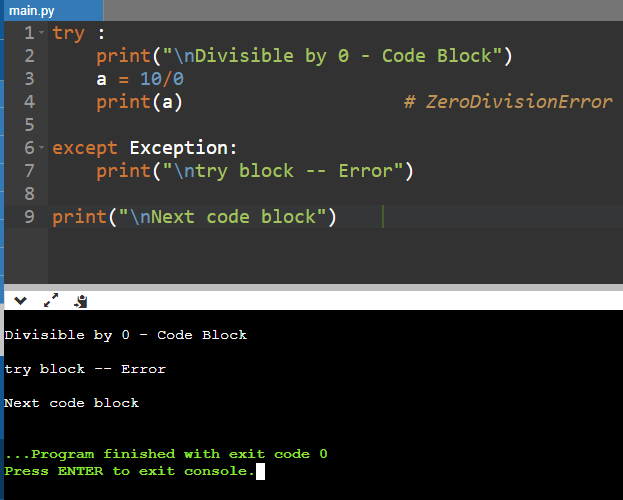 main.py
1 try :
2     print("\nDivisible by 0 - Code Block")
3     a = 10/0
4     print(a)                    # ZeroDivisionError
5
6 except Exception:
7     print("\ntry block -- Error")
8
9 print("\nNext code block")
Divisible by 0 - Code Block
try block -- Error
Next code block
...Program finished with exit code 0
Press ENTER to exit console.